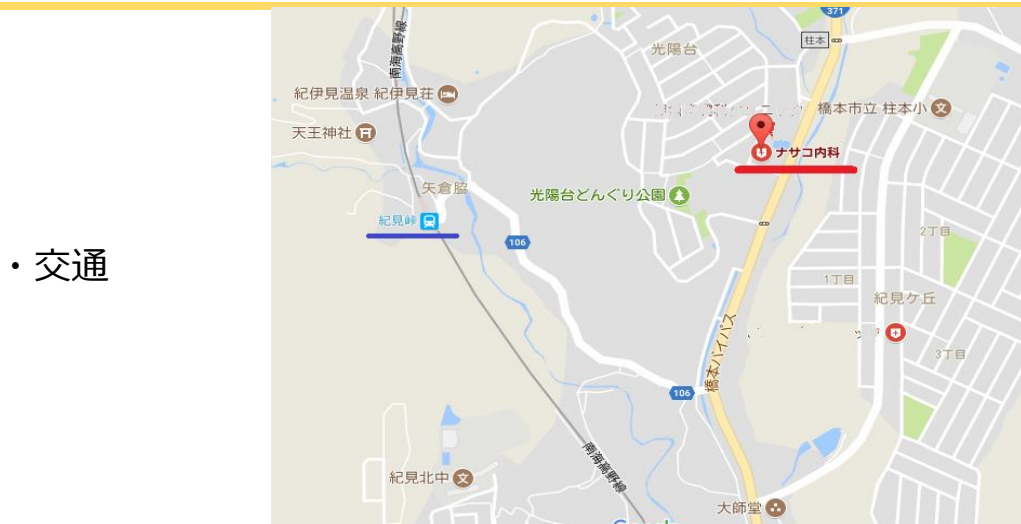 ・交通
371
南海高野線
光陽台
柱本
紀伊見温泉 紀伊見荘
橋本市立 柱本小
天王神社
ナサコ内科
矢倉脇
光陽台どんぐり公園
紀見峠
106
2丁目
1丁目
紀見ケ丘
橋本バイパス
3丁目
106
南海高野線
紀見北中
大師堂